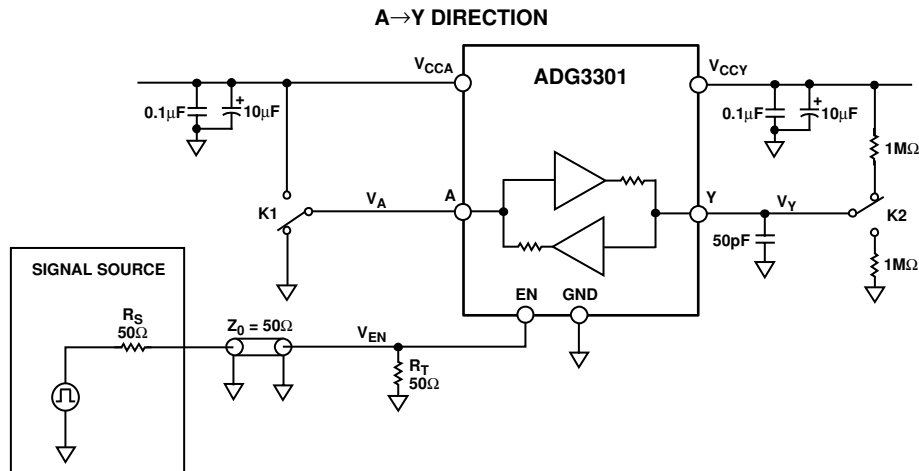 A→Y DIRECTION
V_CCA
ADG3301
V_CCY
0.1µF
+
10µF
0.1µF
+
10µF
1MΩ
K1
V_A
A
Y
V_Y
K2
50pF
1MΩ
SIGNAL SOURCE
EN
GND
R_S
50Ω
Z_0 = 50Ω
V_EN
R_T
50Ω